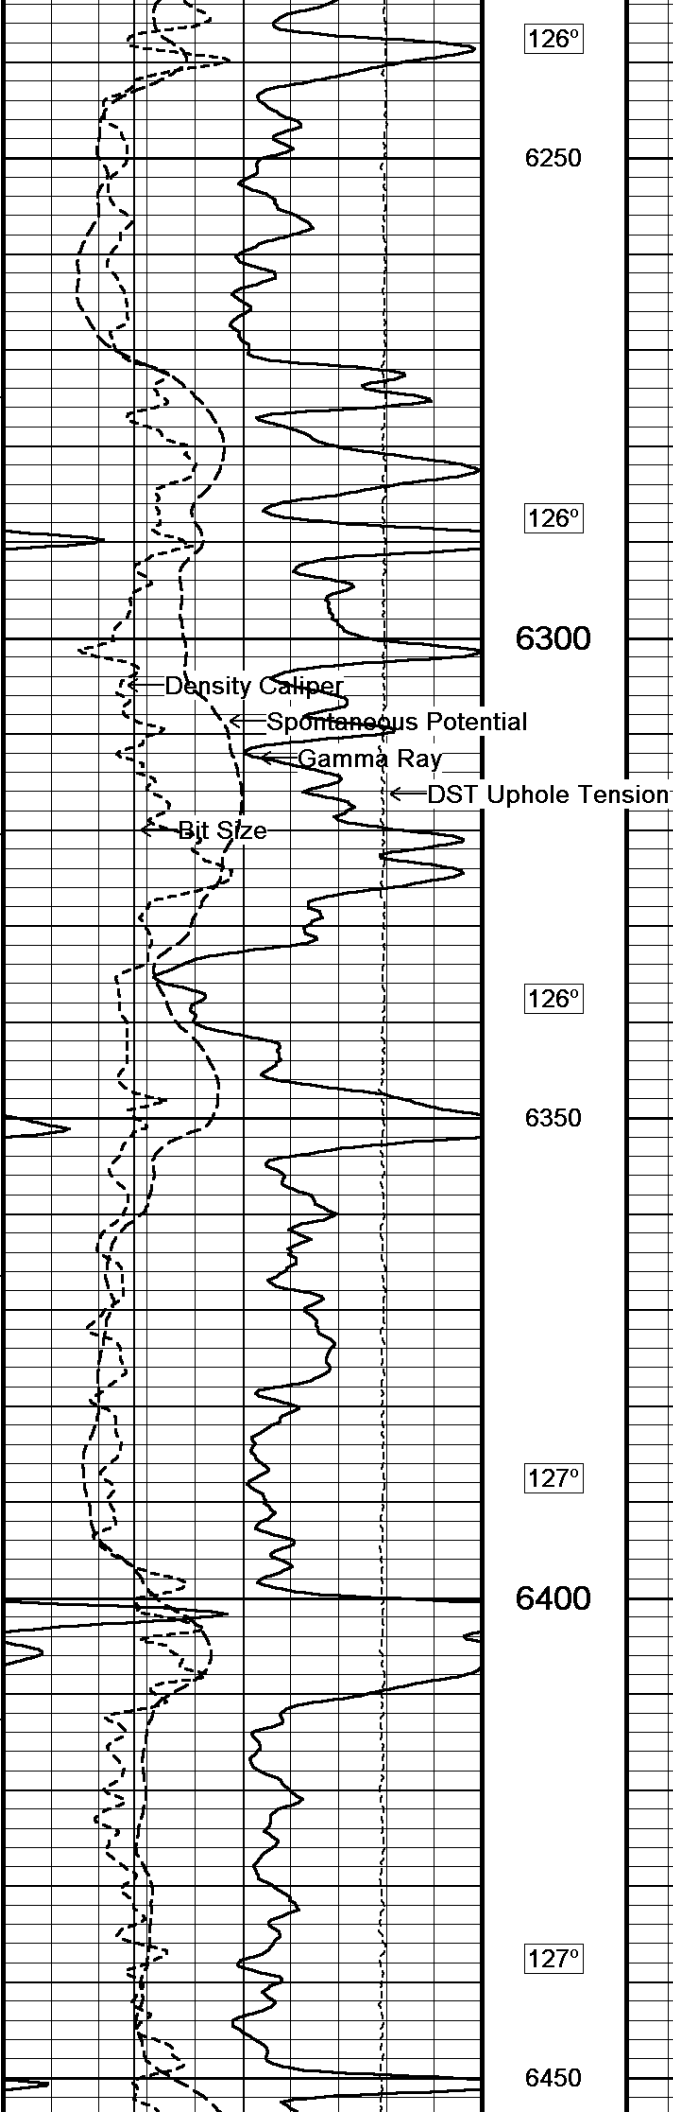 126º
6250
126º
6300
Density Caliper
Spontaneous Potential
Gamma Ray
DST Uphole Tension
Bit Size
126º
6350
127º
6400
127º
6450